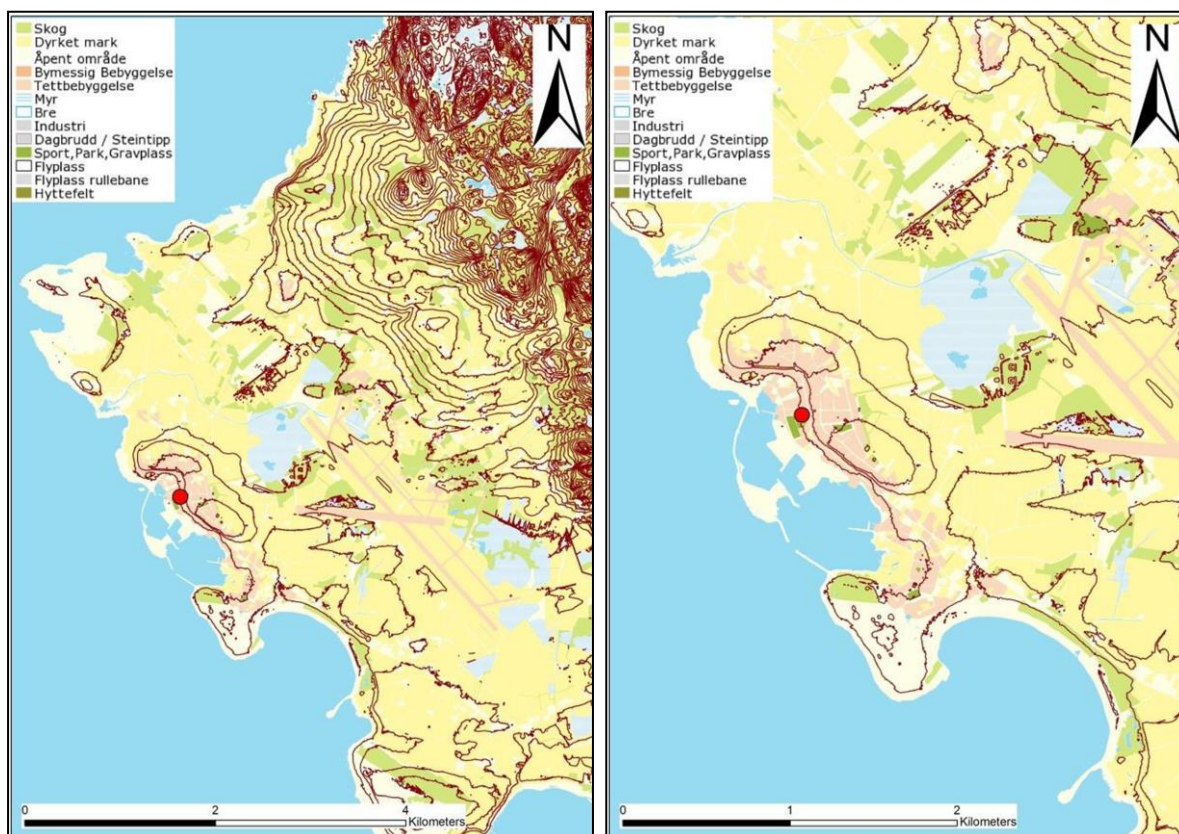 Skog
Dyrket mark
Åpent område
Bymessig Bebyggelse
Tettbebyggelse
Myr
Bre
Industri
Dagbrudd / Steintipp
Sport,Park,Gravplass
Flyplass
Flyplass rullebane
Hyttefelt
N
0 2 4
Kilometers
Skog
Dyrket mark
Åpent område
Bymessig Bebyggelse
Tettbebyggelse
Myr
Bre
Industri
Dagbrudd / Steintipp
Sport,Park,Gravplass
Flyplass
Flyplass rullebane
Hyttefelt
N
0 1 2
Kilometers